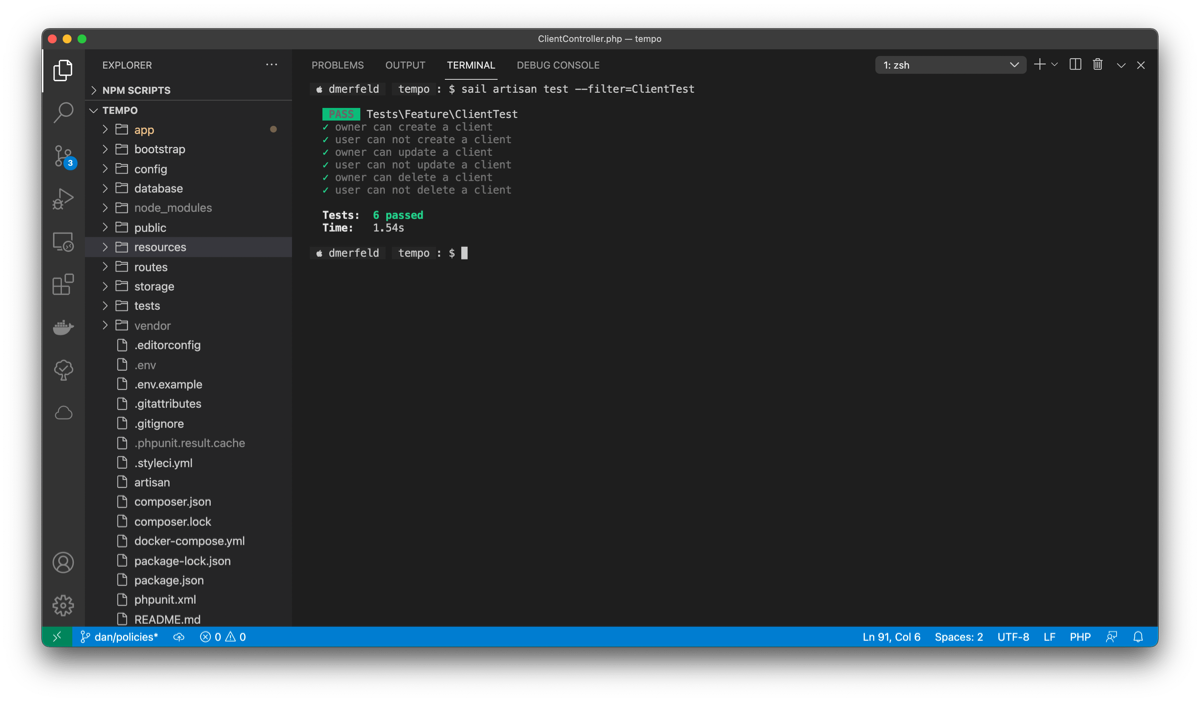 ClientController.php — tempo
EXPLORER
PROBLEMS OUTPUT TERMINAL DEBUG CONSOLE
1: zsh
NPM SCRIPTS
TEMPO
app
bootstrap
config
database
node_modules
public
resources
routes
storage
tests
vendor
.editorconfig
.env
.env.example
.gitattributes
.gitignore
.phpunit.result.cache
.styleci.yml
artisan
composer.json
composer.lock
docker-compose.yml
package-lock.json
package.json
phpunit.xml
README.md
3
dmerfeld tempo : $ sail artisan test --filter=ClientTest
PASS Tests\Feature\ClientTest
✓ owner can create a client
✓ user can not create a client
✓ owner can update a client
✓ user can not update a client
✓ owner can delete a client
✓ user can not delete a client
Tests: 6 passed
Time: 1.54s
dmerfeld tempo : $
dan/policies* 0 0 Ln 91, Col 6 Spaces: 2 UTF-8 LF PHP